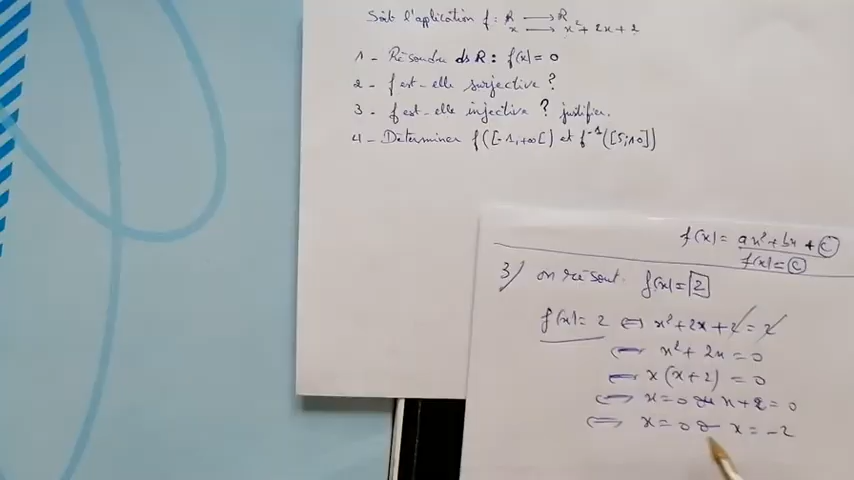 Soit l'application f: R ⟶ R
x ⟶ x² + 2x + 2
1 - Résoudre ds R : f(x) = 0
2 - f est-elle surjective ?
3 - f est-elle injective ? justifier.
4 - Déterminer f([-1, +∞[) et f⁻¹([5; 10])
f(x) = ax² + bx + c
f(x) = c
3) on résout f(x) = 2
f(x) = 2 ⟺ x² + 2x + 2 = 2
⟺ x² + 2x = 0
⟺ x(x + 2) = 0
⟺ x = 0 ou x + 2 = 0
⟺ x = 0 ou x = -2